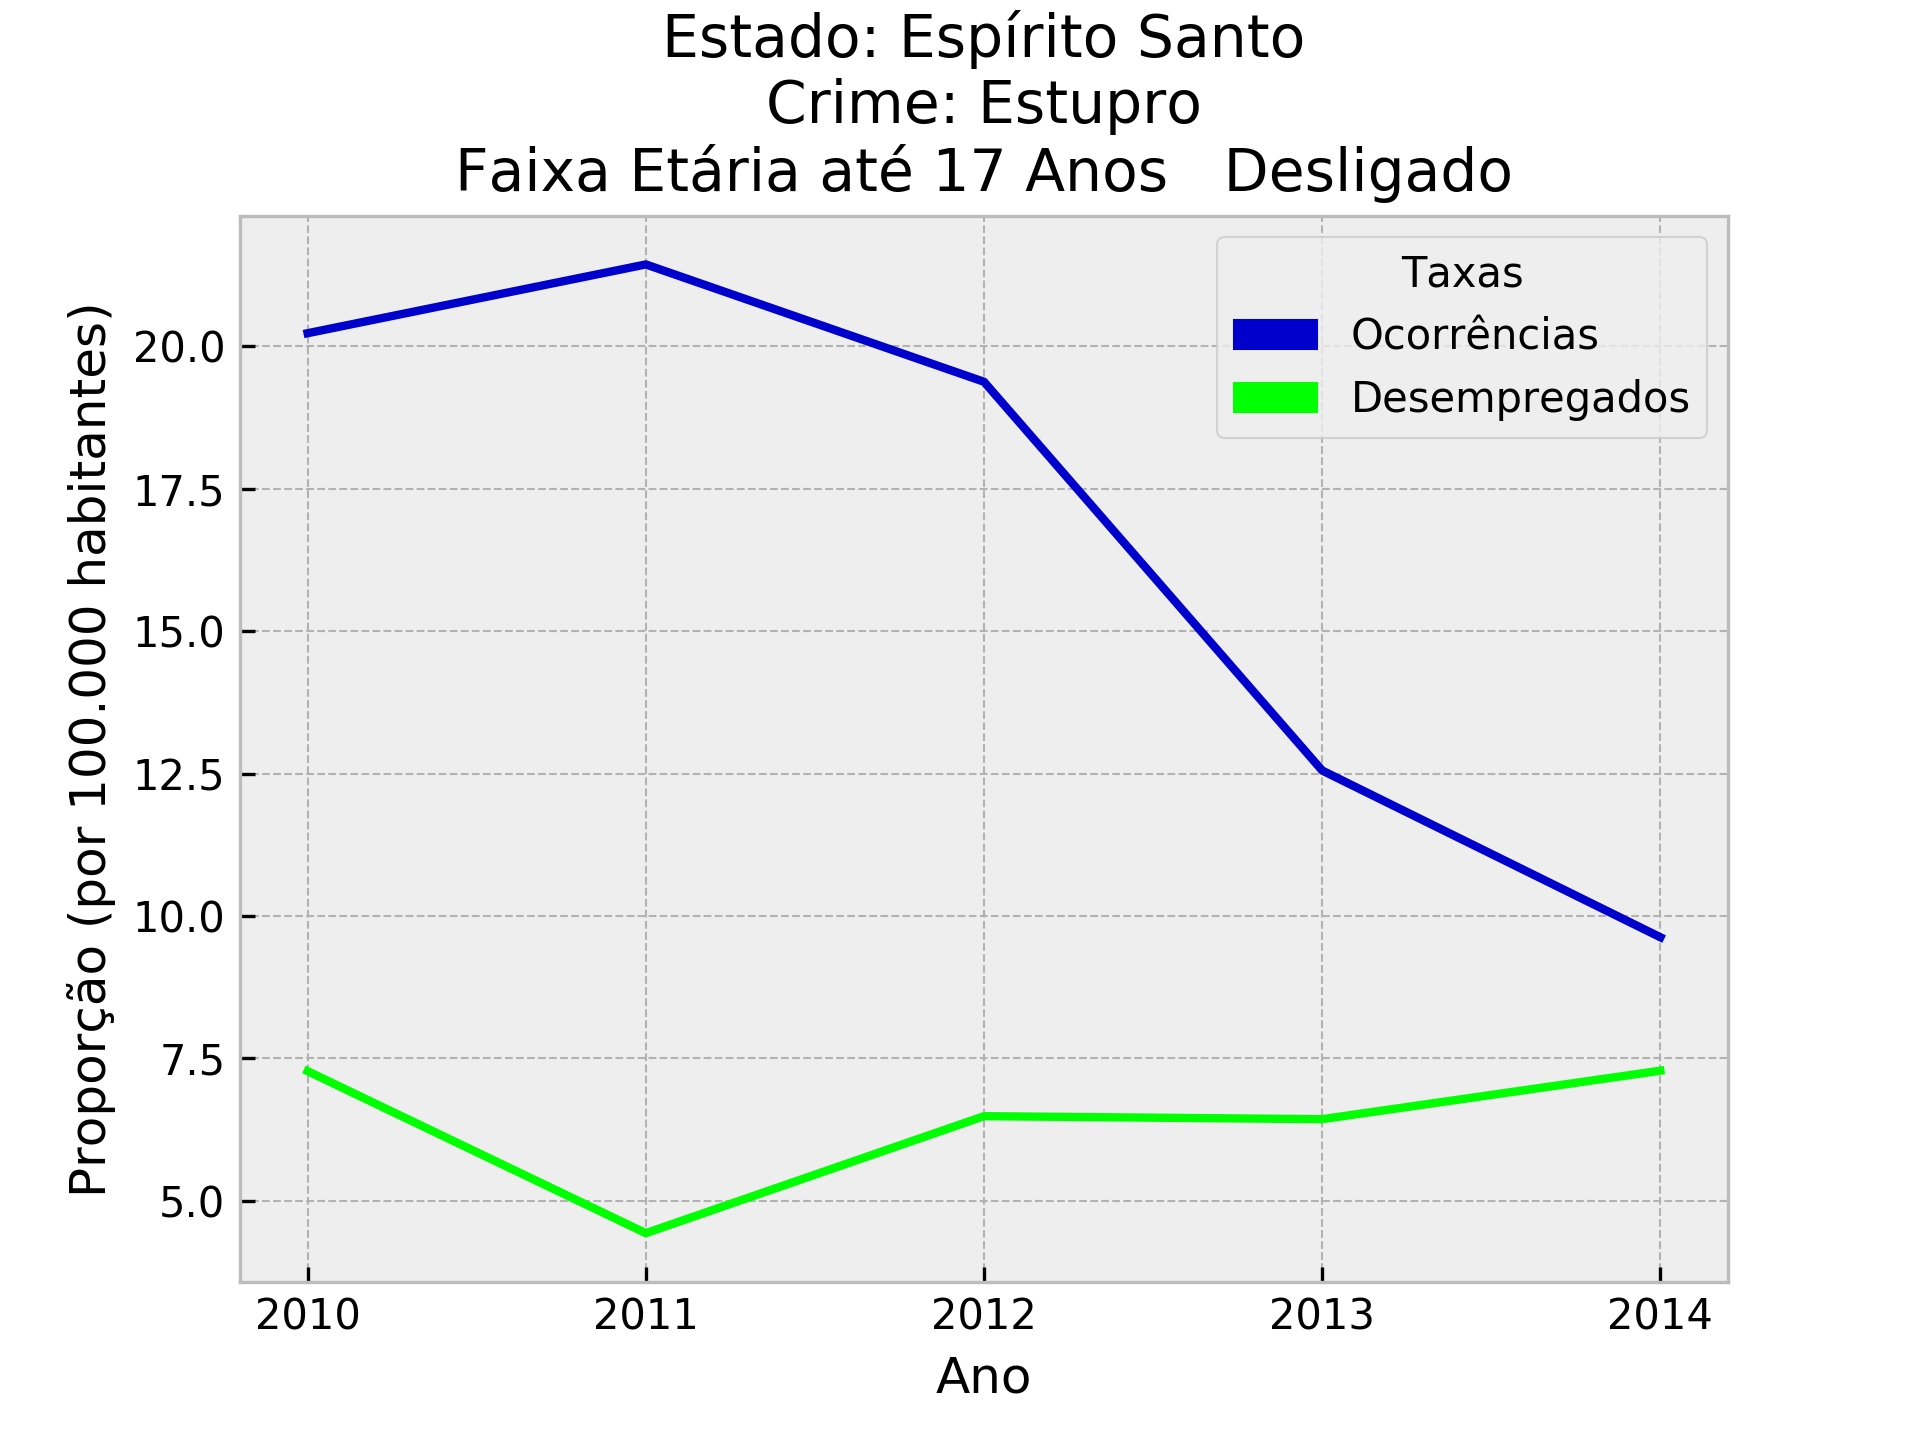 Estado: Espírito Santo
Crime: Estupro
Faixa Etária até 17 Anos   Desligado
Taxas
Ocorrências
Desempregados
Proporção (por 100.000 habitantes)
20.0
17.5
15.0
12.5
10.0
7.5
5.0
2010 2011 2012 2013 2014
Ano